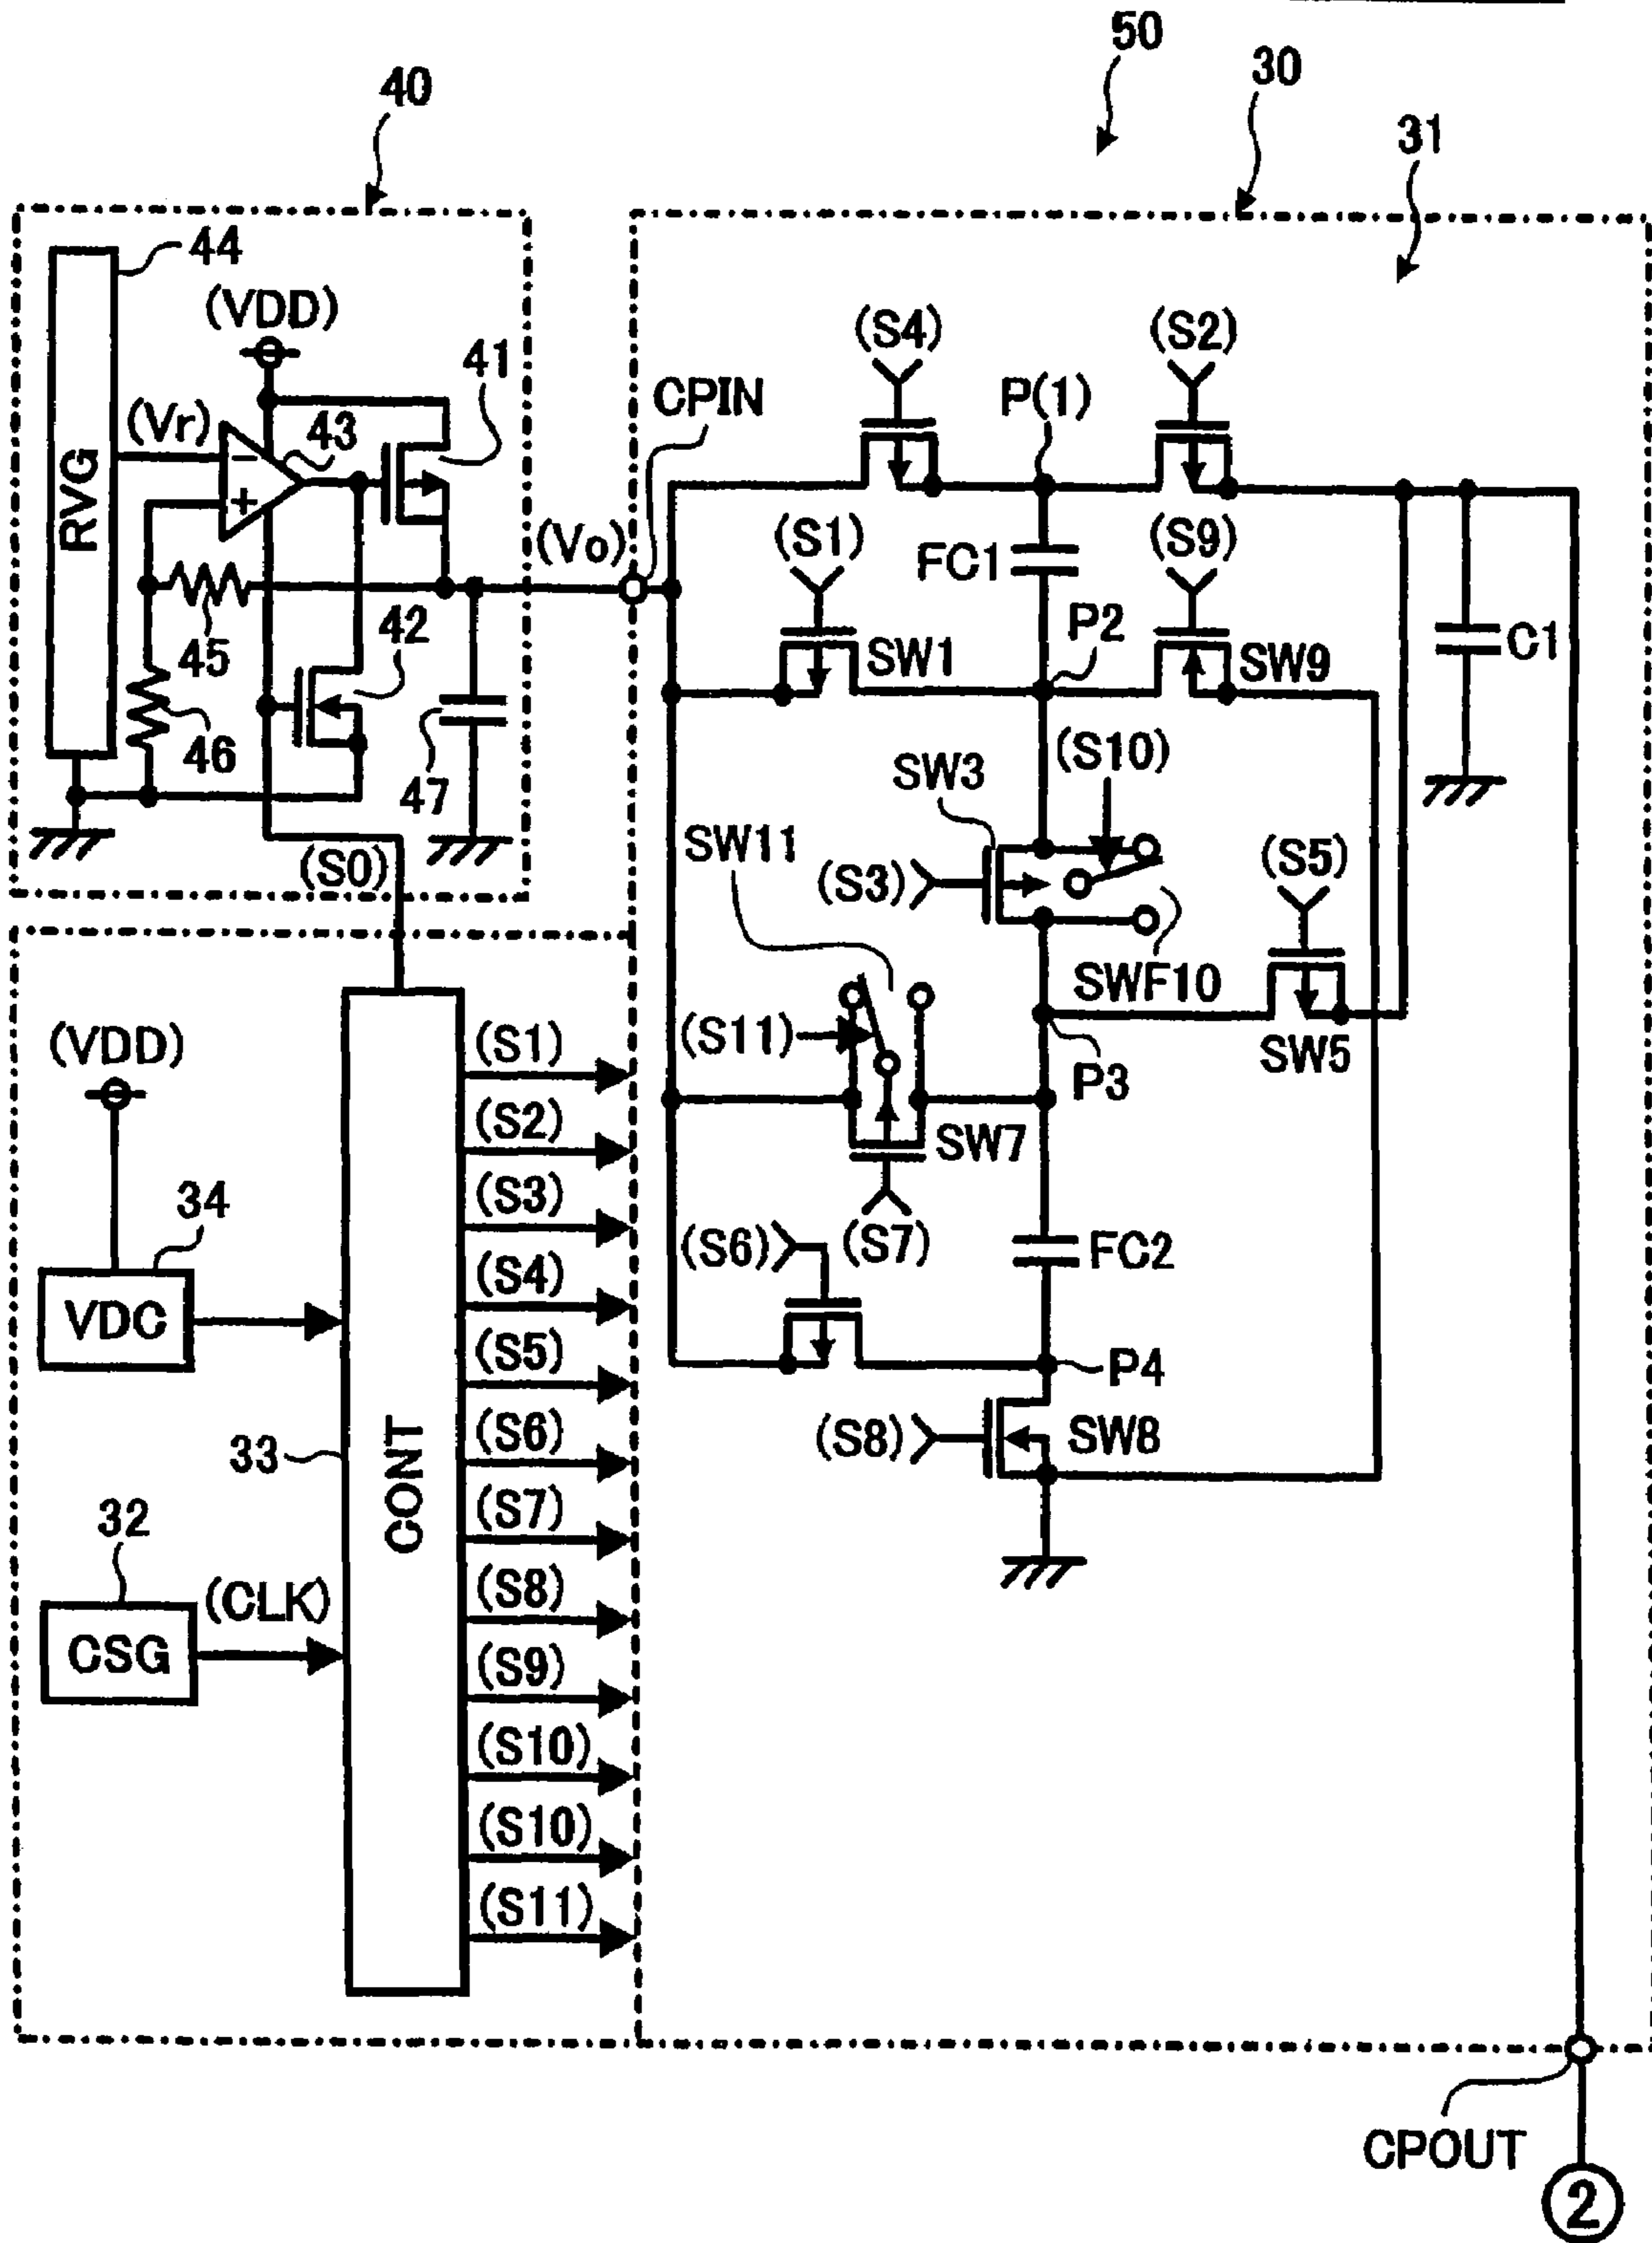 50
40
30
31
44
(VDD)
41
(S4)
(S2)
CPIN
P(1)
(Vr)
43
RVG
-
+
(Vo)
(S1)
FC1
(S9)
45
42
SW1
P2
SW9
C1
46
47
SW3
(S10)
(S0)
SW11
(S3)
(S5)
SWF10
(VDD)
(S11)
SW5
P3
(S1)
(S2)
SW7
34
(S3)
(S6)
(S7)
FC2
VDC
(S4)
(S5)
P4
33
CONT
(S6)
(S8)
SW8
(S7)
32
(CLK)
(S8)
CSG
(S9)
(S10)
(S10)
(S11)
CPOUT
2